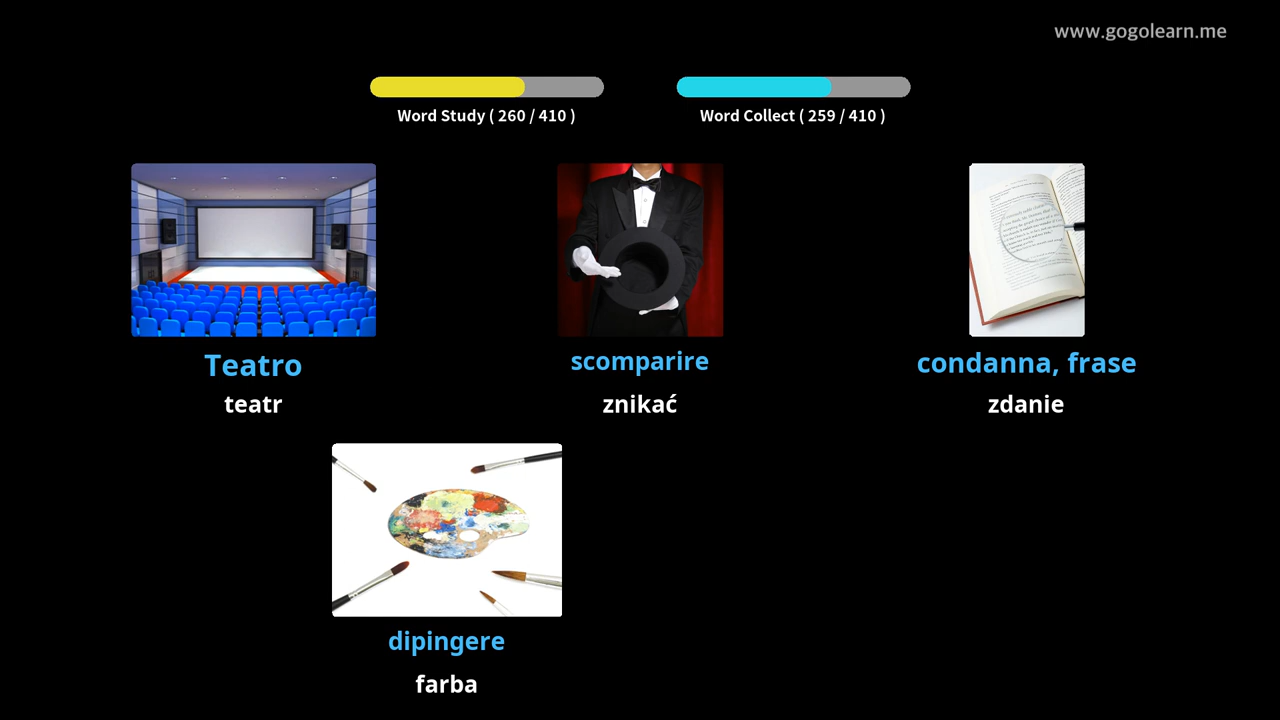 www.gogolearn.me
Word Study ( 260 / 410 )
Word Collect ( 259 / 410 )
Teatro
scomparire
condanna, frase
teatr
znikać
zdanie
dipingere
farba